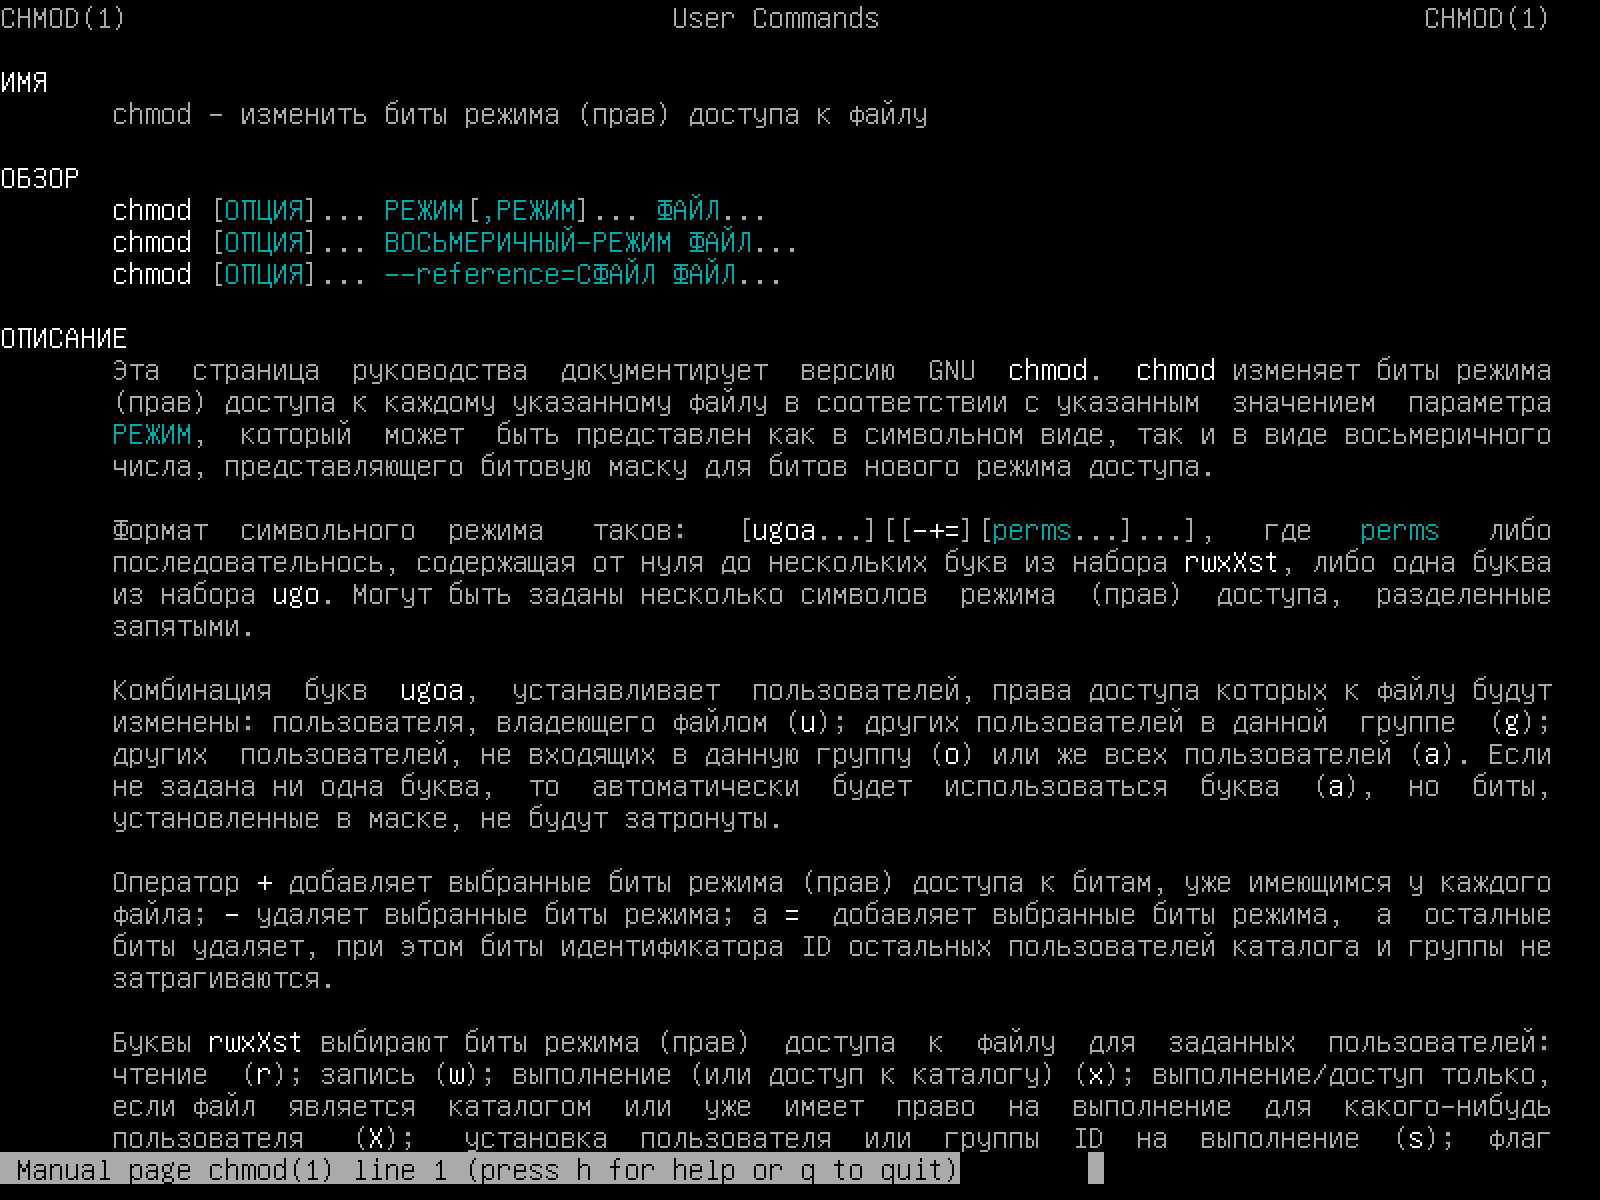 CHMOD(1) User Commands CHMOD(1)
ИМЯ
chmod - изменить биты режима (прав) доступа к файлу
ОБЗОР
chmod [ОПЦИЯ]... РЕЖИМ[,РЕЖИМ]... ФАЙЛ...
chmod [ОПЦИЯ]... ВОСЬМЕРИЧНЫЙ-РЕЖИМ ФАЙЛ...
chmod [ОПЦИЯ]... --reference=СФАЙЛ ФАЙЛ...
ОПИСАНИЕ
Эта страница руководства документирует версию GNU chmod. chmod изменяет биты режима
(прав) доступа к каждому указанному файлу в соответствии с указанным значением параметра
РЕЖИМ, который может быть представлен как в символьном виде, так и в виде восьмеричного
числа, представляющего битовую маску для битов нового режима доступа.
Формат символьного режима таков: [ugoa...][[-+=][perms...]...], где perms либо
последовательнось, содержащая от нуля до нескольких букв из набора rwxXst, либо одна буква
из набора ugo. Могут быть заданы несколько символов режима (прав) доступа, разделенные
запятыми.
Комбинация букв ugoa, устанавливает пользователей, права доступа которых к файлу будут
изменены: пользователя, владеющего файлом (u); других пользователей в данной группе (g);
других пользователей, не входящих в данную группу (o) или же всех пользователей (a). Если
не задана ни одна буква, то автоматически будет использоваться буква (a), но биты,
установленные в маске, не будут затронуты.
Оператор + добавляет выбранные биты режима (прав) доступа к битам, уже имеющимся у каждого
файла; - удаляет выбранные биты режима; а = добавляет выбранные биты режима, а осталные
биты удаляет, при этом биты идентификатора ID остальных пользователей каталога и группы не
затрагиваются.
Буквы rwxXst выбирают биты режима (прав) доступа к файлу для заданных пользователей:
чтение (r); запись (w); выполнение (или доступ к каталогу) (x); выполнение/доступ только,
если файл является каталогом или уже имеет право на выполнение для какого-нибудь
пользователя (X); установка пользователя или группы ID на выполнение (s); флаг
Manual page chmod(1) line 1 (press h for help or q to quit)